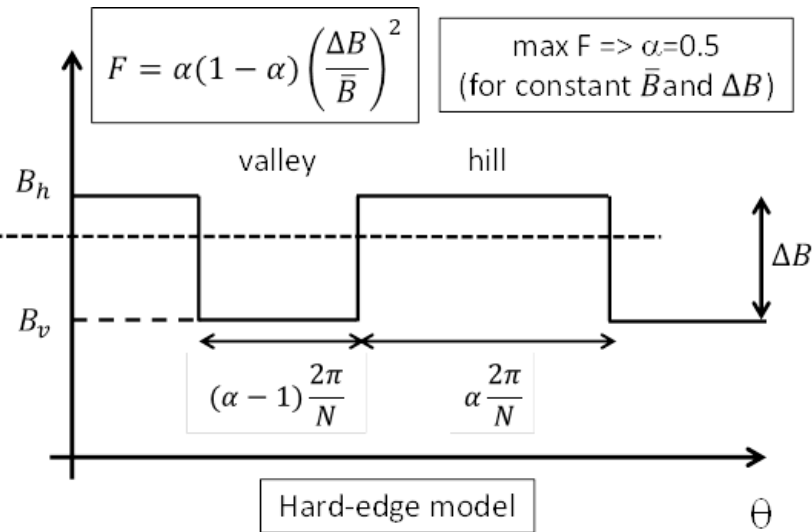 F = α(1 − α) (ΔB / B̄)²
max F => α=0.5
(for constant B̄ and ΔB)
valley
hill
B_h
ΔB
B_v
(α − 1) 2π/N
α 2π/N
Hard-edge model
θ